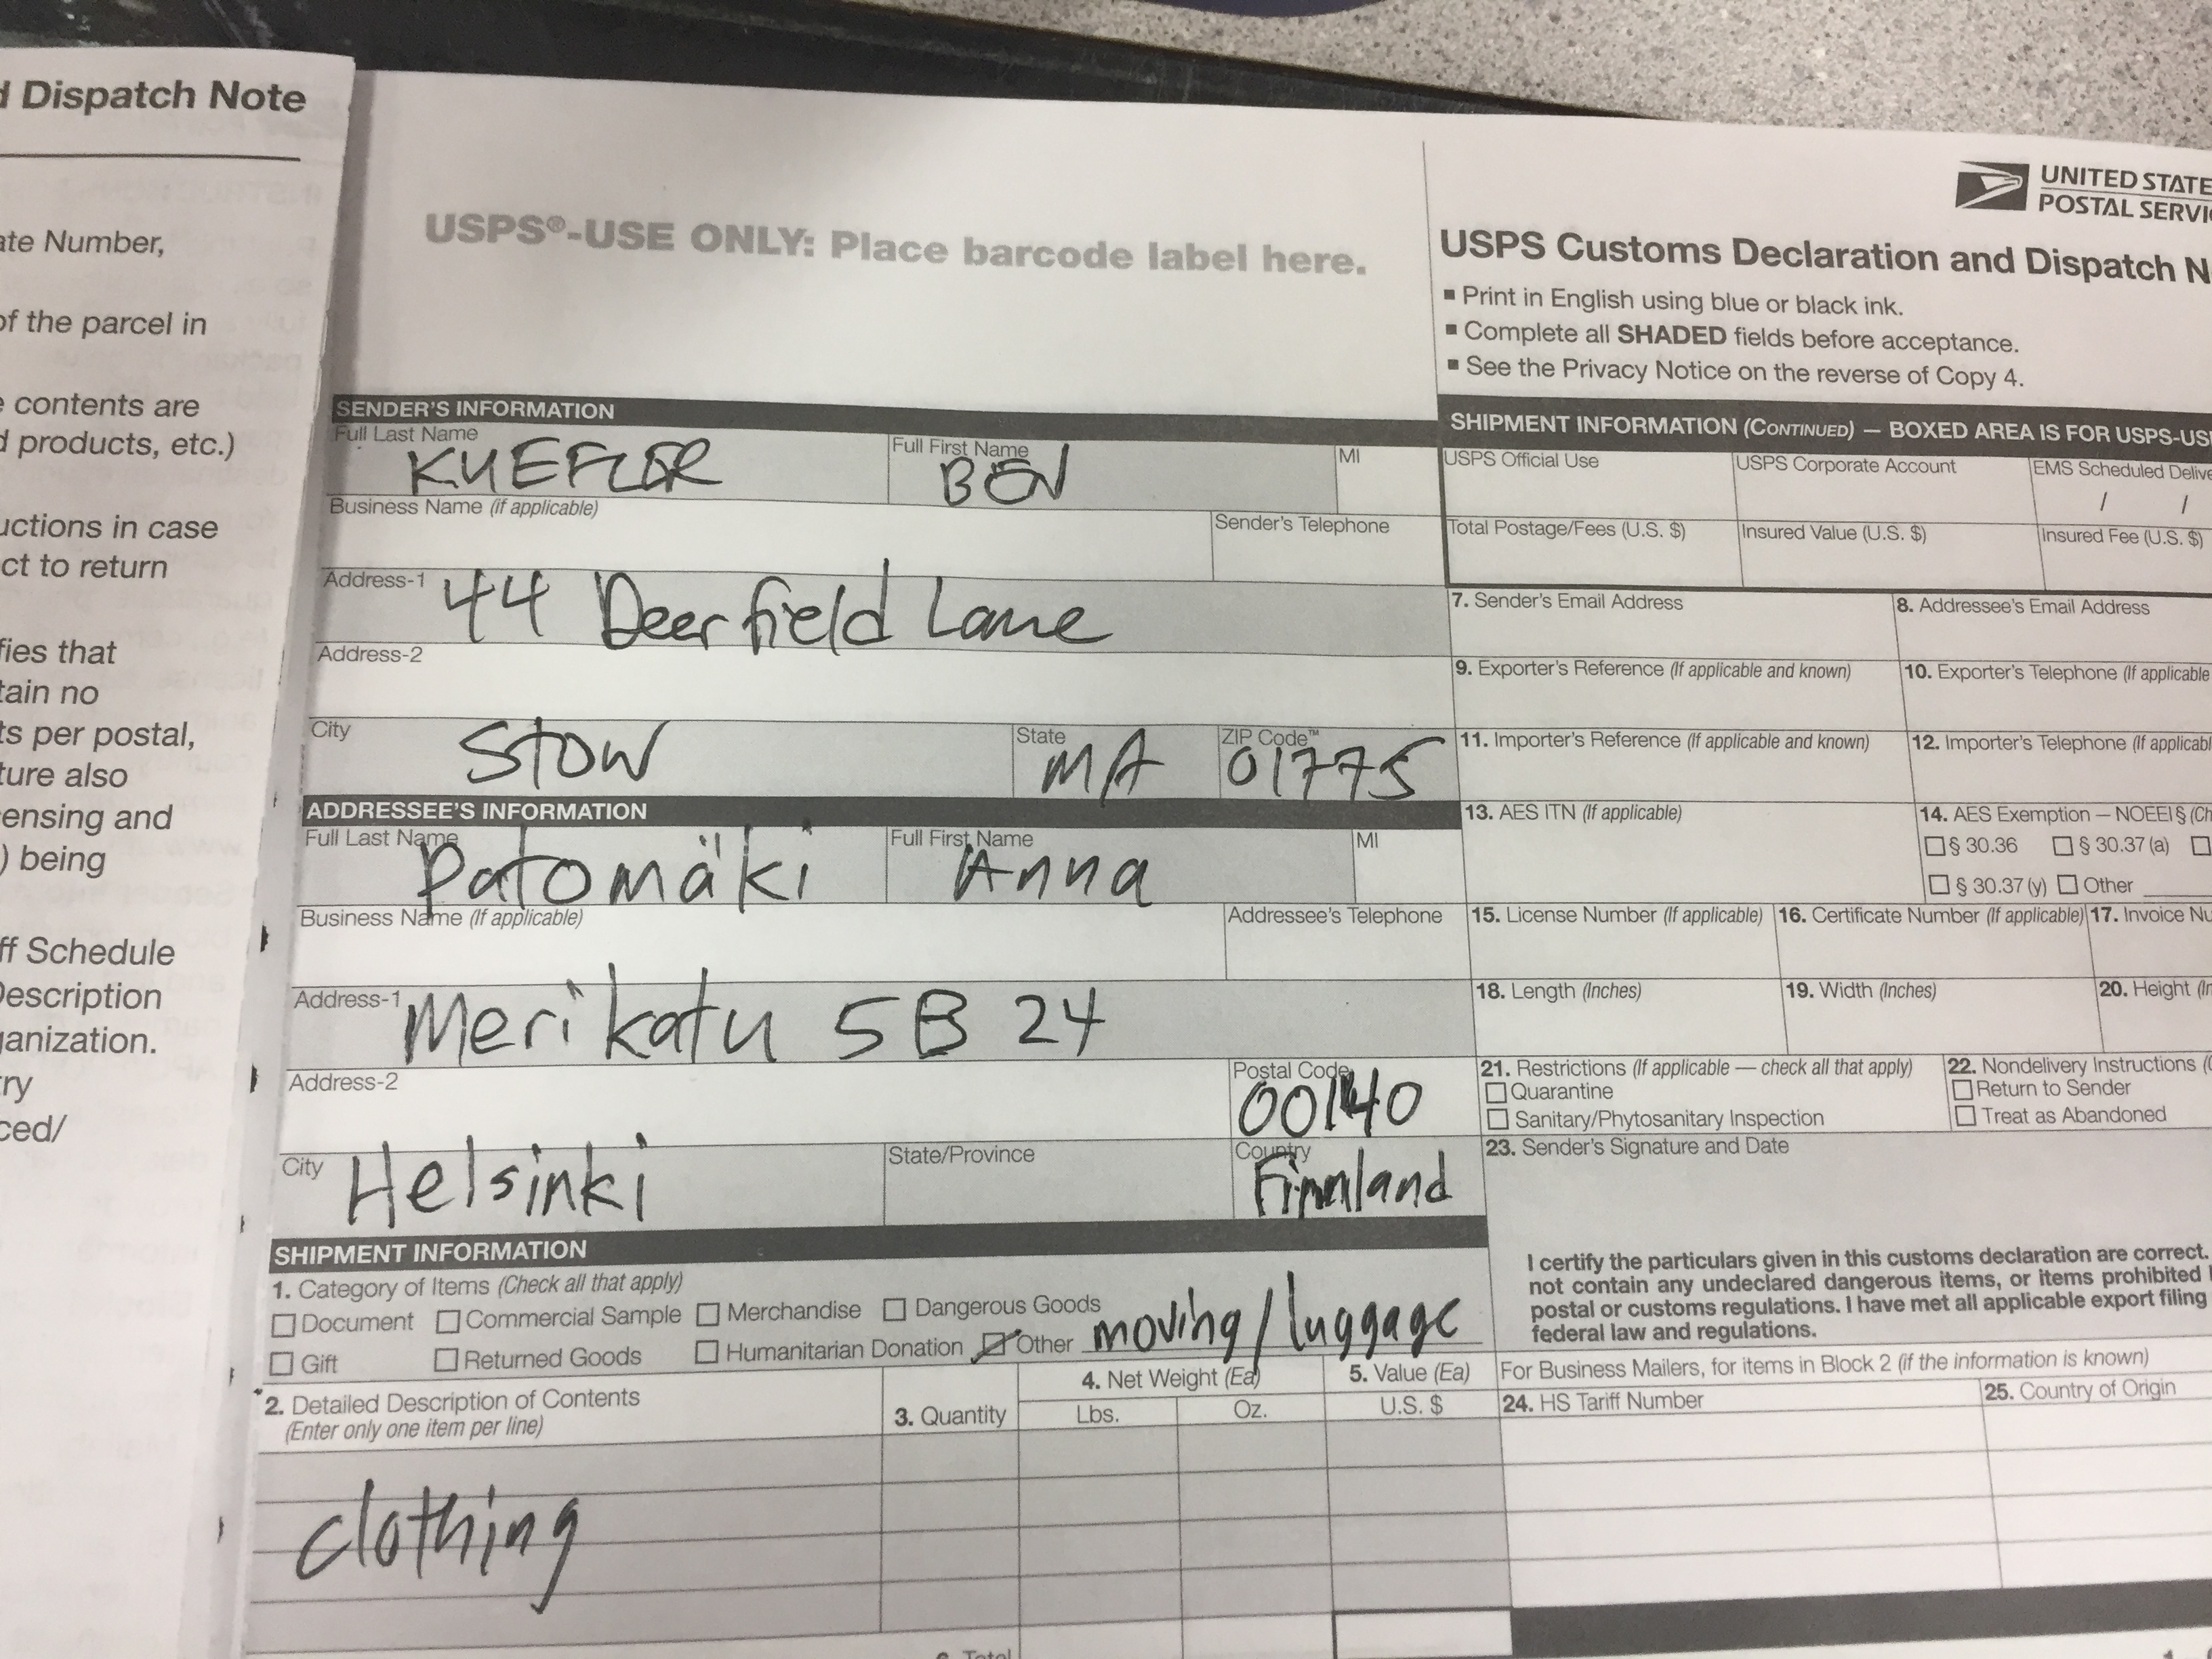 d Dispatch Note
ate Number,
of the parcel in
e contents are
d products, etc.)
uctions in case
ct to return
fies that
tain no
ts per postal,
ture also
ensing and
) being
ff Schedule
Description
ganization.
ry
ced/
USPS®-USE ONLY: Place barcode label here.
UNITED STATE
POSTAL SERVI
USPS Customs Declaration and Dispatch N
▪ Print in English using blue or black ink.
▪ Complete all SHADED fields before acceptance.
▪ See the Privacy Notice on the reverse of Copy 4.
SENDER'S INFORMATION
Full Last Name Full First Name MI
KUEFLER BEN
Business Name (if applicable) Sender's Telephone
Address-1 44 Deerfield Lane
Address-2
City Stow State MA ZIP Code™ 01775
ADDRESSEE'S INFORMATION
Full Last Name Full First Name MI
Patomäki Anna
Business Name (If applicable) Addressee's Telephone
Address-1 Merikatu 5B 24
Address-2 Postal Code 00140
City Helsinki State/Province Country Finnland
SHIPMENT INFORMATION
1. Category of Items (Check all that apply)
Document Commercial Sample Merchandise Dangerous Goods
Gift Returned Goods Humanitarian Donation Other moving/luggage
2. Detailed Description of Contents
(Enter only one item per line)
3. Quantity
4. Net Weight (Ea)
Lbs. Oz.
5. Value (Ea)
U.S. $
clothing
6. Total
SHIPMENT INFORMATION (CONTINUED) — BOXED AREA IS FOR USPS-US
USPS Official Use USPS Corporate Account EMS Scheduled Delive
/ /
Total Postage/Fees (U.S. $) Insured Value (U.S. $) Insured Fee (U.S. $)
7. Sender's Email Address 8. Addressee's Email Address
9. Exporter's Reference (If applicable and known) 10. Exporter's Telephone (If applicable
11. Importer's Reference (If applicable and known) 12. Importer's Telephone (If applicabl
13. AES ITN (If applicable) 14. AES Exemption — NOEEI § (Ch
§ 30.36 § 30.37 (a)
§ 30.37 (y) Other
15. License Number (If applicable) 16. Certificate Number (If applicable) 17. Invoice Nu
18. Length (Inches) 19. Width (Inches) 20. Height (In
21. Restrictions (If applicable — check all that apply) 22. Nondelivery Instructions (
Quarantine Return to Sender
Sanitary/Phytosanitary Inspection Treat as Abandoned
23. Sender's Signature and Date
I certify the particulars given in this customs declaration are correct.
not contain any undeclared dangerous items, or items prohibited
postal or customs regulations. I have met all applicable export filing
federal law and regulations.
For Business Mailers, for items in Block 2 (if the information is known)
24. HS Tariff Number 25. Country of Origin